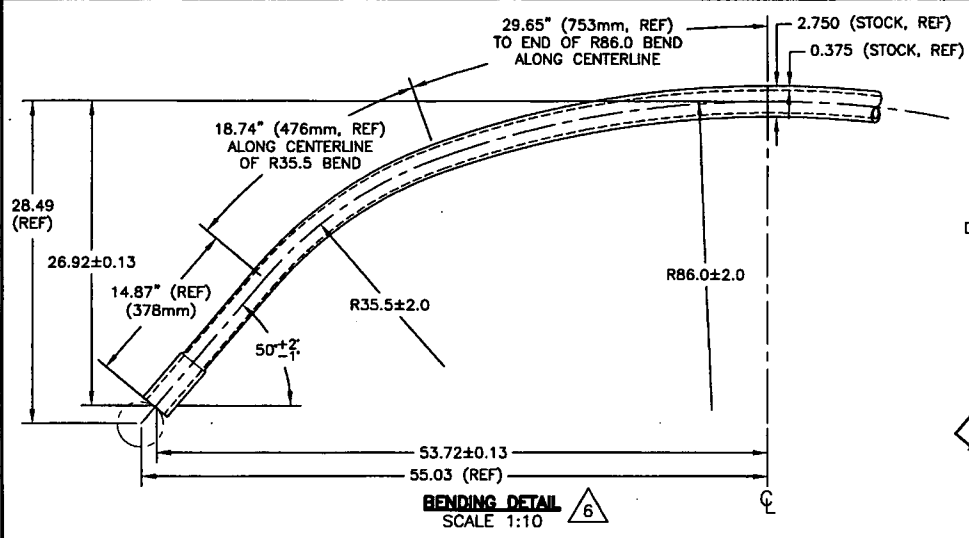 29.65" (753mm, REF)
TO END OF R86.0 BEND
ALONG CENTERLINE
2.750 (STOCK, REF)
0.375 (STOCK, REF)
18.74" (476mm, REF)
ALONG CENTERLINE
OF R35.5 BEND
28.49
(REF)
26.92±0.13
14.87" (REF)
(378mm)
R35.5±2.0
R86.0±2.0
50°+2°
-1°
53.72±0.13
55.03 (REF)
BENDING DETAIL
SCALE 1:10
6
℄